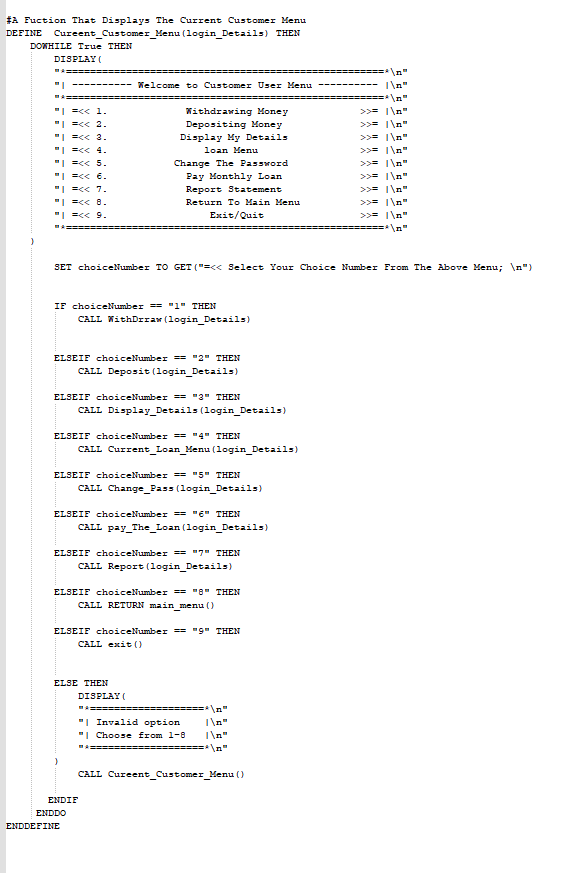 #A Fuction That Displays The Current Customer Menu
DEFINE  Cureent_Customer_Menu(login_Details) THEN
    DOWHILE True THEN
        DISPLAY(
        "*=====================================================*\n"
        "| ---------- Welcome to Customer User Menu ---------- |\n"
        "*=====================================================*\n"
        "| =<< 1.             Withdrawing Money            >>= |\n"
        "| =<< 2.             Depositing Money             >>= |\n"
        "| =<< 3.            Display My Details            >>= |\n"
        "| =<< 4.                loan Menu                 >>= |\n"
        "| =<< 5.           Change The Password            >>= |\n"
        "| =<< 6.             Pay Monthly Loan             >>= |\n"
        "| =<< 7.             Report Statement             >>= |\n"
        "| =<< 8.             Return To Main Menu          >>= |\n"
        "| =<< 9.                 Exit/Quit                >>= |\n"
        "*=====================================================*\n"
    )
        SET choiceNumber TO GET("=<< Select Your Choice Number From The Above Menu; \n")
        IF choiceNumber == "1" THEN
            CALL WithDrraw(login_Details)
        ELSEIF choiceNumber == "2" THEN
            CALL Deposit(login_Details)
        ELSEIF choiceNumber == "3" THEN
            CALL Display_Details(login_Details)
        ELSEIF choiceNumber == "4" THEN
            CALL Current_Loan_Menu(login_Details)
        ELSEIF choiceNumber == "5" THEN
            CALL Change_Pass(login_Details)
        ELSEIF choiceNumber == "6" THEN
            CALL pay_The_Loan(login_Details)
        ELSEIF choiceNumber == "7" THEN
            CALL Report(login_Details)
        ELSEIF choiceNumber == "8" THEN
            CALL RETURN main_menu()
        ELSEIF choiceNumber == "9" THEN
            CALL exit()
        ELSE THEN
            DISPLAY(
            "*===================*\n"
            "| Invalid option    |\n"
            "| Choose from 1-8   |\n"
            "*===================*\n"
        )
            CALL Cureent_Customer_Menu()
       ENDIF
     ENDDO
ENDDEFINE